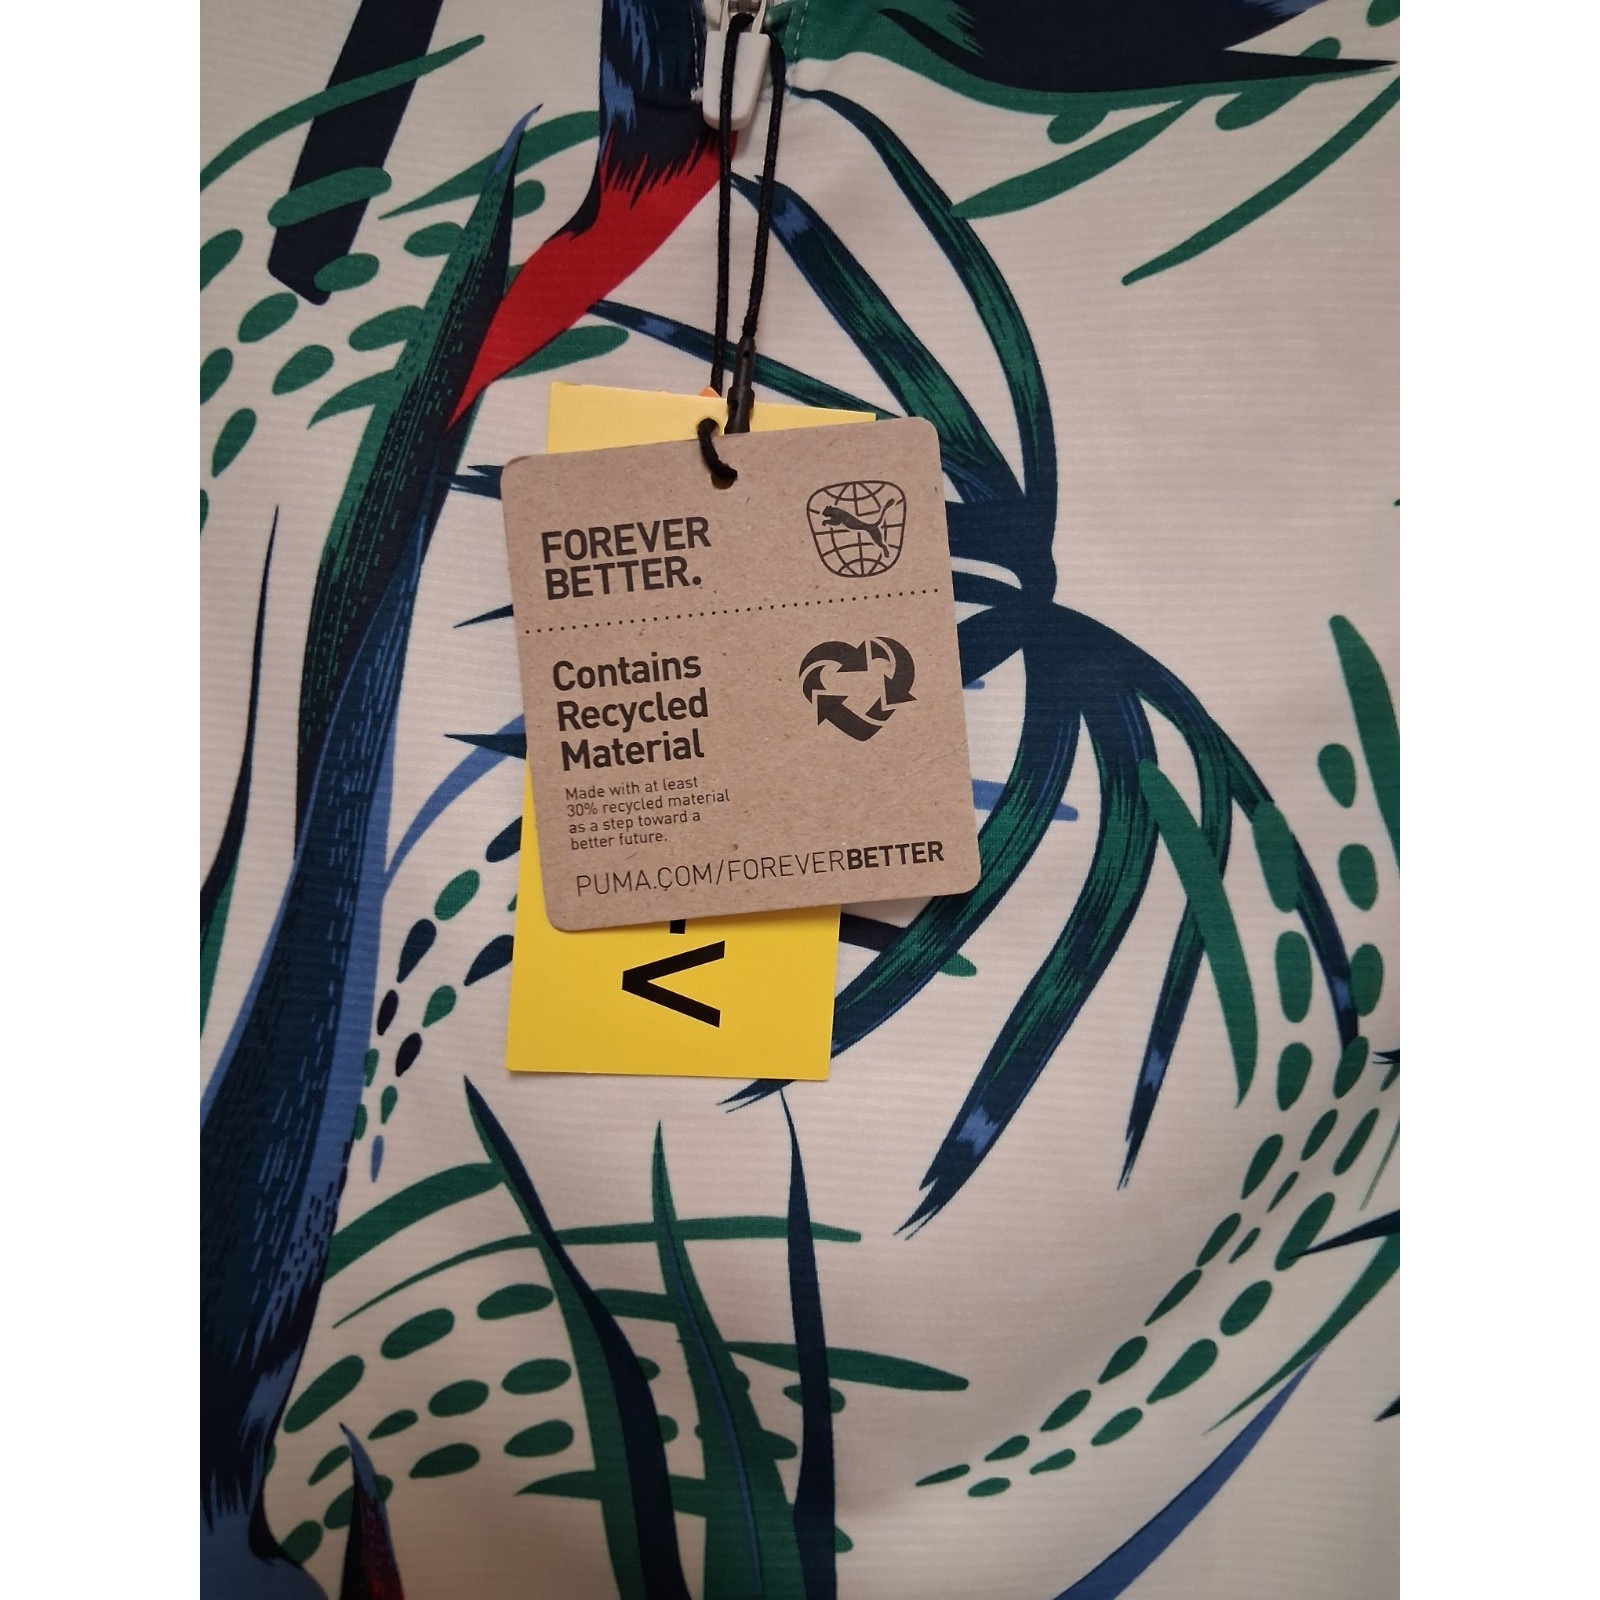 FOREVER
BETTER.
Contains
Recycled
Material
Made with at least
30% recycled material
as a step toward a
better future.
PUMA.COM/FOREVERBETTER
V